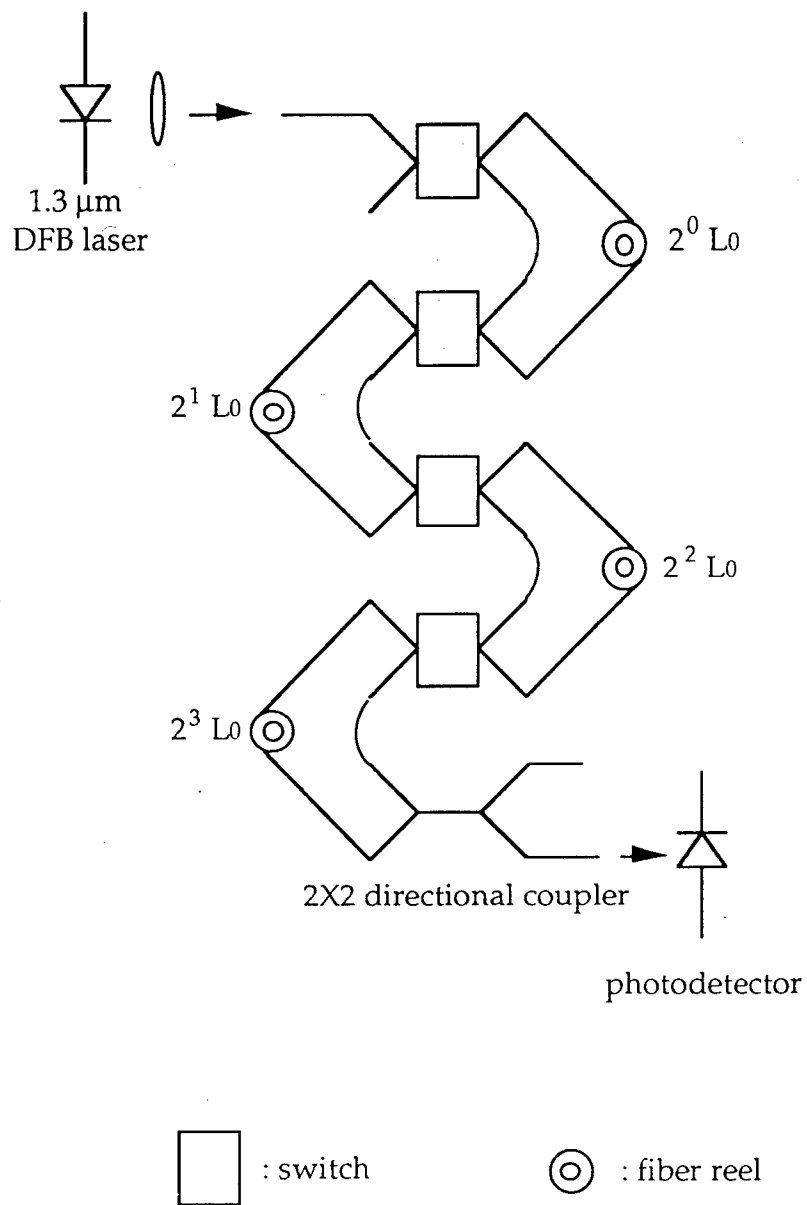 1.3 µm
DFB laser
2⁰ L0
2¹ L0
2² L0
2³ L0
2X2 directional coupler
photodetector
: switch
: fiber reel